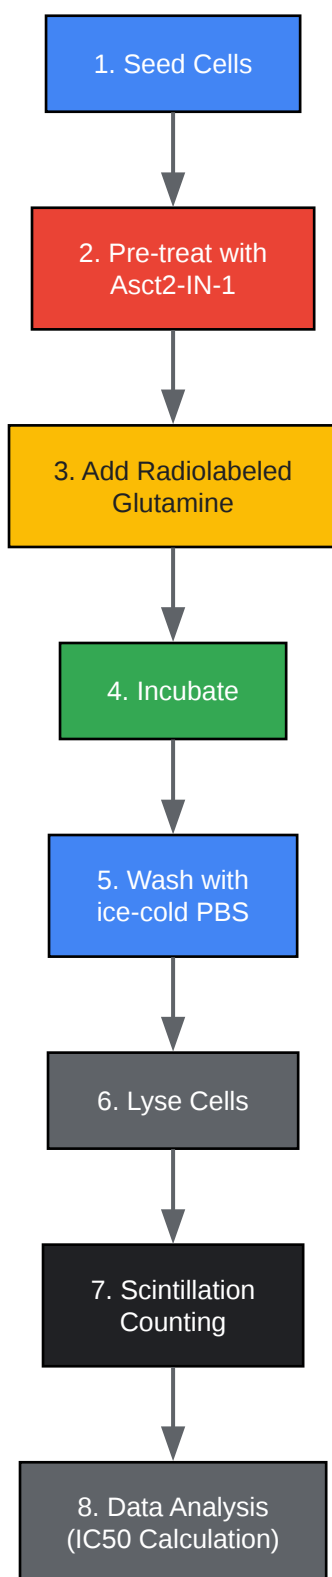 1. Seed Cells
2. Pre-treat with
Asct2-IN-1
3. Add Radiolabeled
Glutamine
4. Incubate
5. Wash with
ice-cold PBS
6. Lyse Cells
7. Scintillation
Counting
8. Data Analysis
(IC50 Calculation)